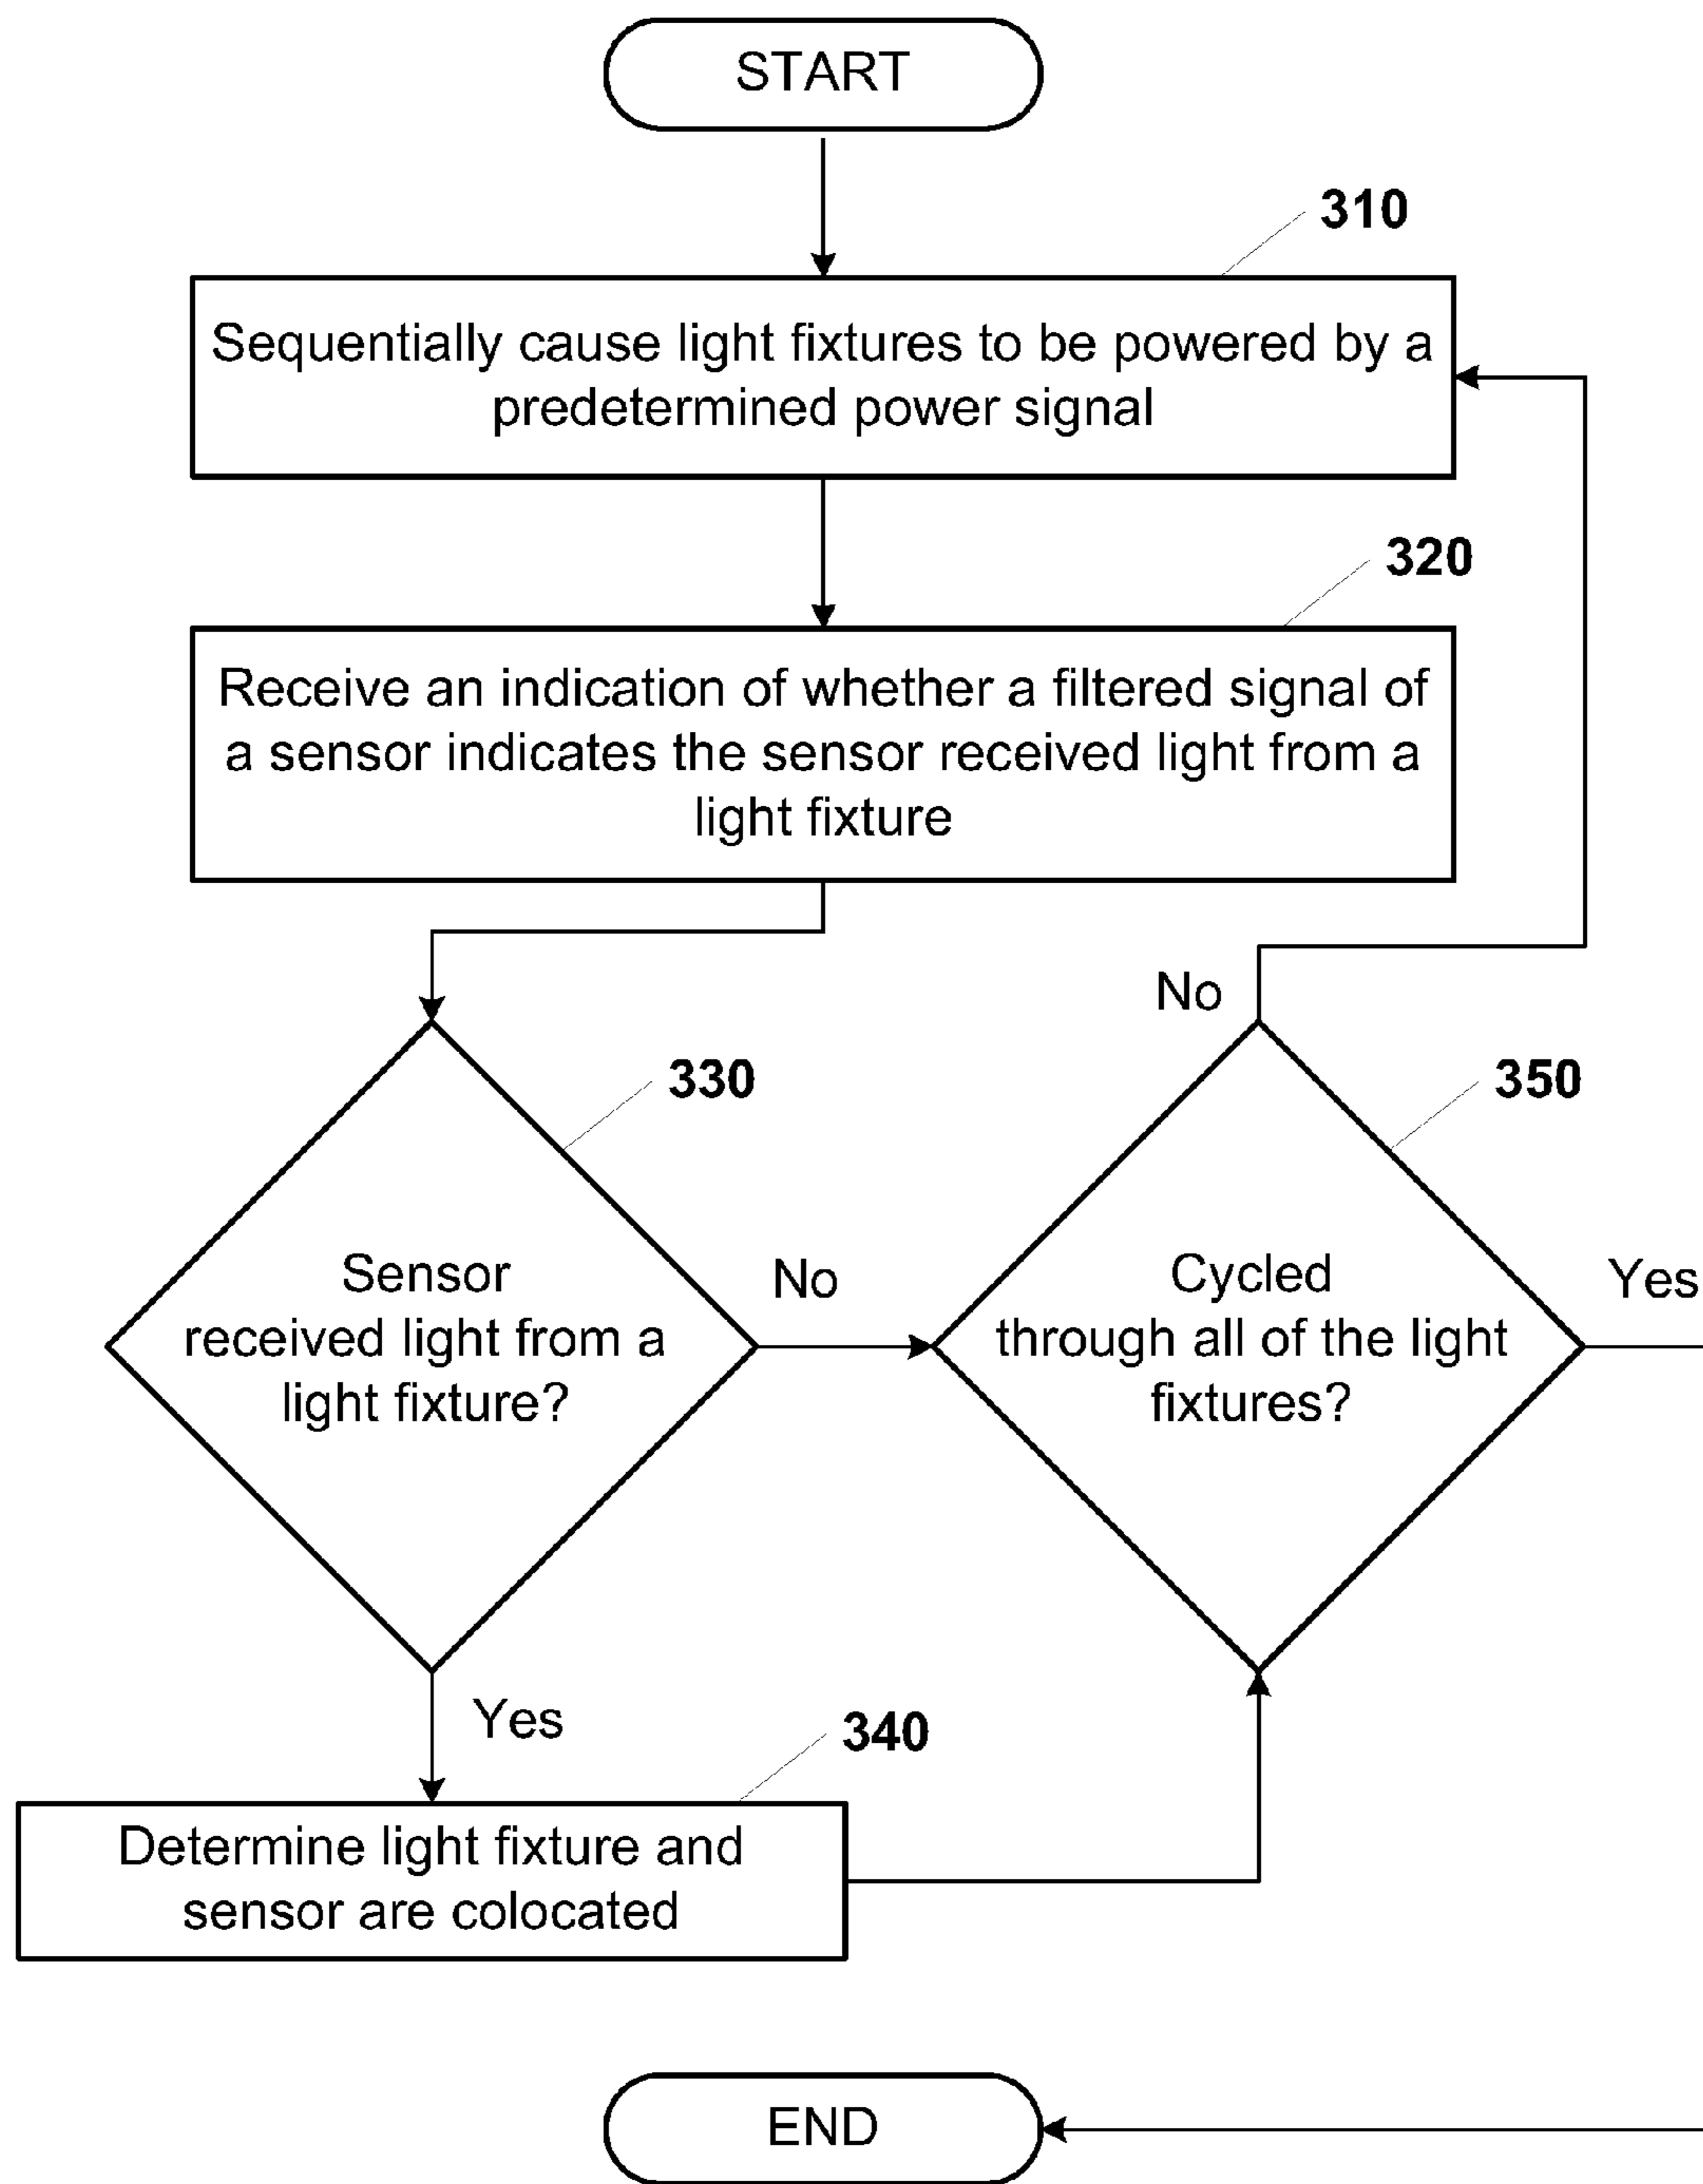 START
310
Sequentially cause light fixtures to be powered by a
predetermined power signal
320
Receive an indication of whether a filtered signal of
a sensor indicates the sensor received light from a
light fixture
330
Sensor
received light from a
light fixture?
No
Yes
350
No
Cycled
through all of the light
fixtures?
Yes
340
Determine light fixture and
sensor are colocated
END